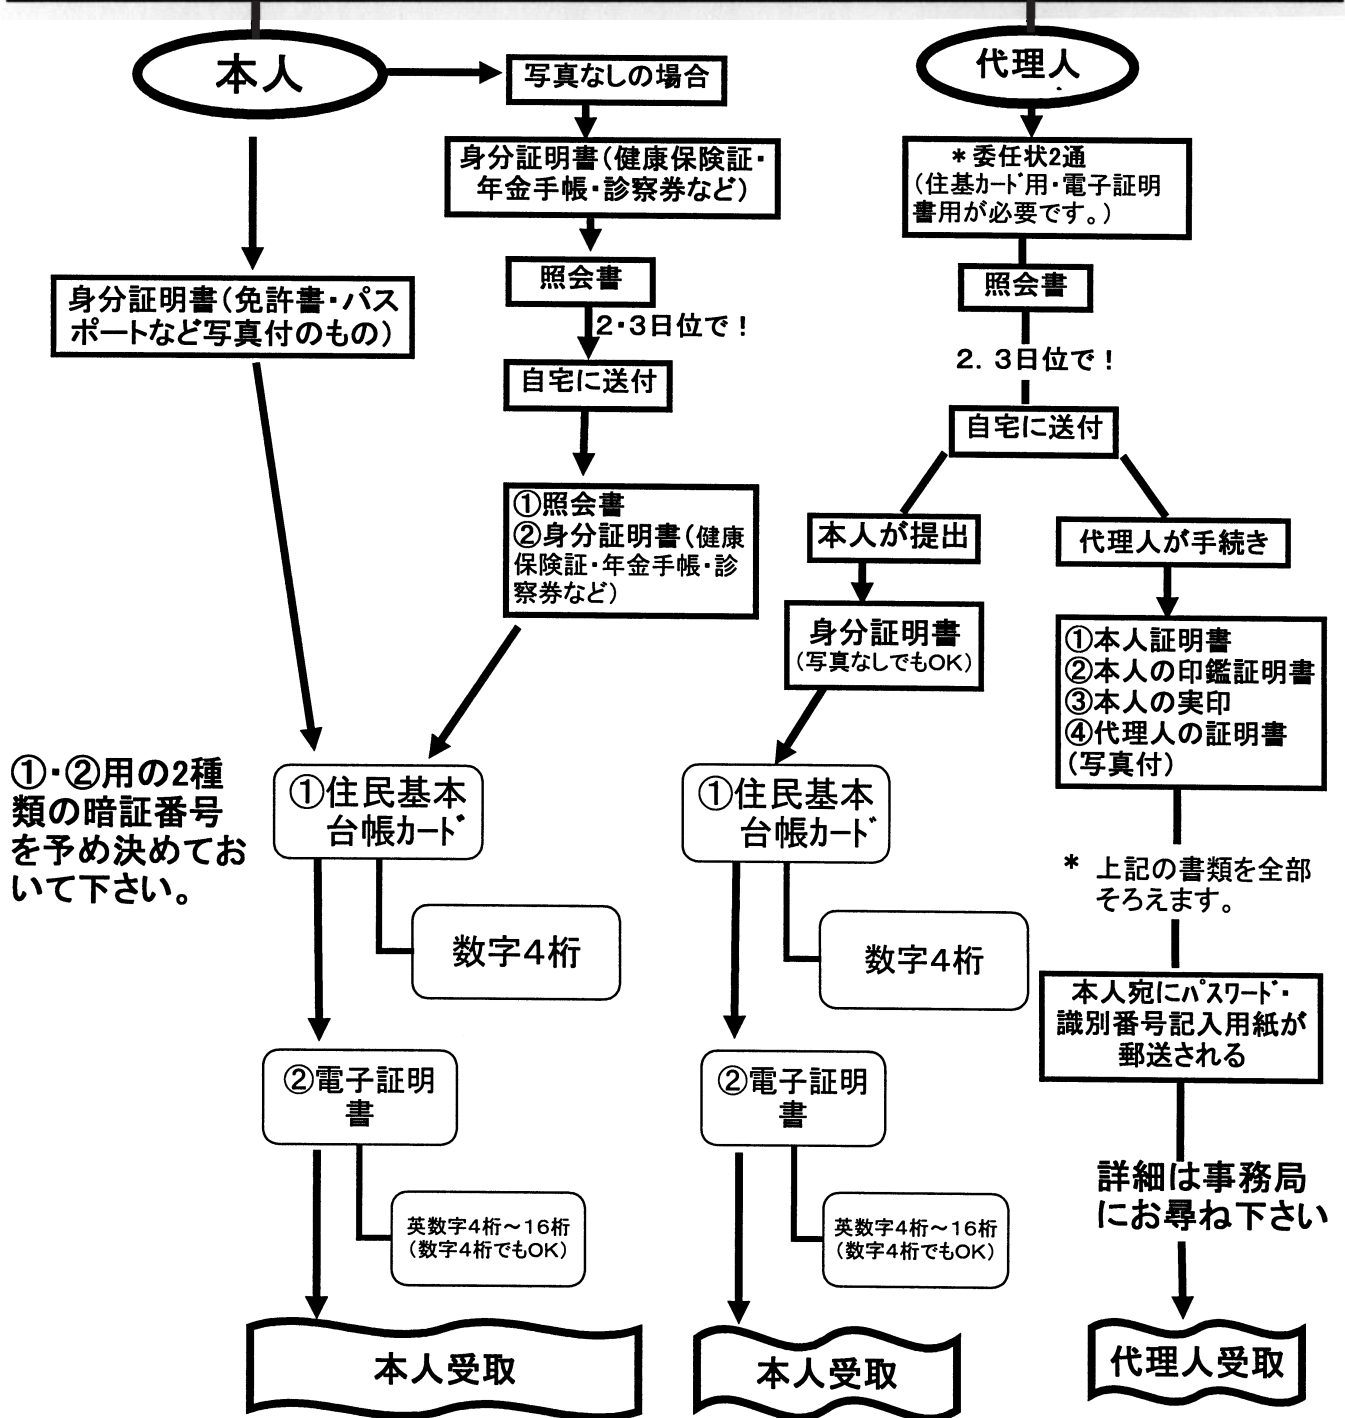 本人
写真なしの場合
身分証明書（健康保険証・
年金手帳・診察券など）
照会書
2・3日位で！
自宅に送付
①照会書
②身分証明書（健康
保険証・年金手帳・診
察券など）
身分証明書（免許書・パス
ポートなど写真付のもの）
①・②用の2種
類の暗証番号
を予め決めてお
いて下さい。
①住民基本
台帳ｶｰﾄﾞ
数字4桁
②電子証明
書
英数字4桁～16桁
（数字4桁でもOK）
本人受取
代理人
＊委任状2通
（住基ｶｰﾄﾞ用・電子証明
書用が必要です。）
照会書
2．3日位で！
自宅に送付
本人が提出
身分証明書
（写真なしでもOK）
①住民基本
台帳ｶｰﾄﾞ
数字4桁
②電子証明
書
英数字4桁～16桁
（数字4桁でもOK）
本人受取
代理人が手続き
①本人証明書
②本人の印鑑証明書
③本人の実印
④代理人の証明書
（写真付）
＊ 上記の書類を全部
そろえます。
本人宛にﾊﾟｽﾜｰﾄﾞ・
識別番号記入用紙が
郵送される
詳細は事務局
にお尋ね下さい
代理人受取